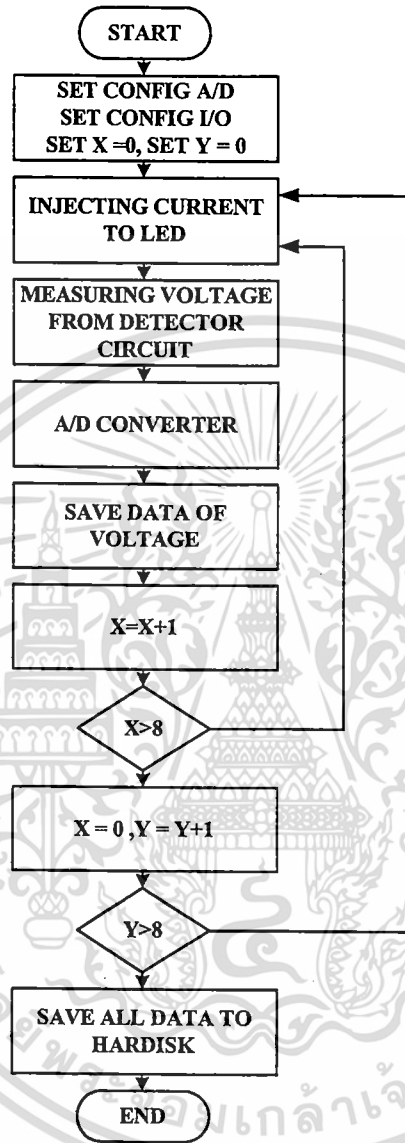 START
SET CONFIG A/D
SET CONFIG I/O
SET X =0, SET Y = 0
INJECTING CURRENT
TO LED
MEASURING VOLTAGE
FROM DETECTOR
CIRCUIT
A/D CONVERTER
SAVE DATA OF
VOLTAGE
X=X+1
X>8
X = 0 ,Y = Y+1
Y>8
SAVE ALL DATA TO
HARDISK
END